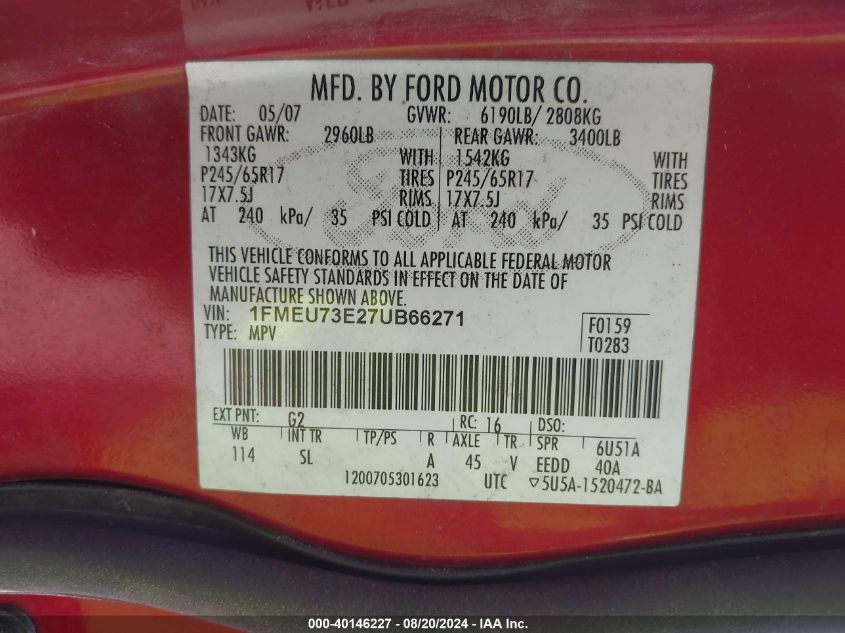 MFD. BY FORD MOTOR CO.
DATE: 05/07 GVWR: 6190LB/ 2808KG
FRONT GAWR: 2960LB REAR GAWR: 3400LB
1343KG WITH 1542KG WITH
P245/65R17 TIRES P245/65R17 TIRES
17X7.5J RIMS 17X7.5J RIMS
AT 240 kPa/ 35 PSI COLD AT 240 kPa/ 35 PSI COLD
Ford
THIS VEHICLE CONFORMS TO ALL APPLICABLE FEDERAL MOTOR
VEHICLE SAFETY STANDARDS IN EFFECT ON THE DATE OF
MANUFACTURE SHOWN ABOVE.
VIN: 1FMEU73E27UB66271 F0159
TYPE: MPV T0283
EXT PNT: G2 RC: 16 DSO:
WB INT TR TP/PS R AXLE TR SPR 6U51A
114 SL A 45 V EEDD 40A
1200705301623 UTC ▽5U5A-1520472-BA
000-40146227 - 08/20/2024 - IAA Inc.